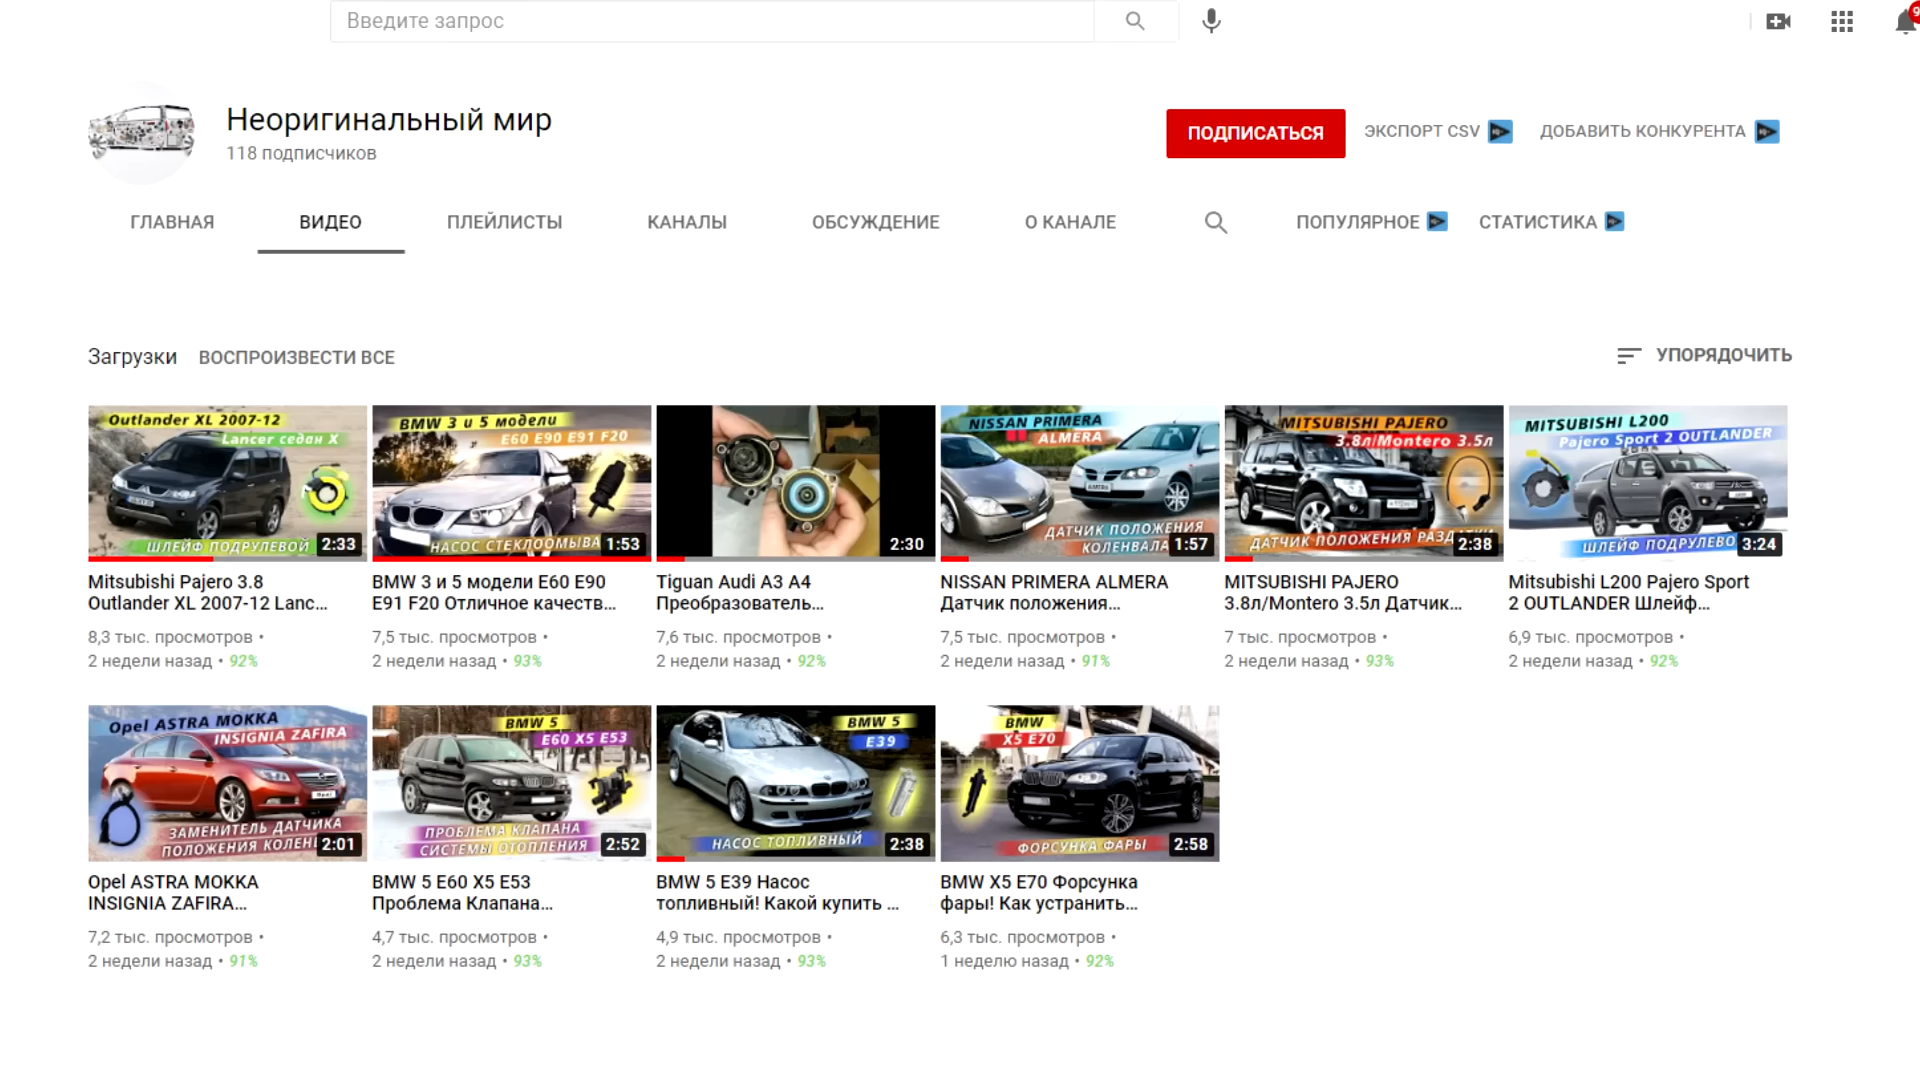 Введите запрос
9
Неоригинальный мир
118 подписчиков
ПОДПИСАТЬСЯ
ЭКСПОРТ CSV
ДОБАВИТЬ КОНКУРЕНТА
ГЛАВНАЯ
ВИДЕО
ПЛЕЙЛИСТЫ
КАНАЛЫ
ОБСУЖДЕНИЕ
О КАНАЛЕ
ПОПУЛЯРНОЕ
СТАТИСТИКА
Загрузки
ВОСПРОИЗВЕСТИ ВСЕ
УПОРЯДОЧИТЬ
Outlander XL 2007-12
Lancer седан X
ШЛЕЙФ ПОДРУЛЕВОЙ
2:33
Mitsubishi Pajero 3.8
Outlander XL 2007-12 Lanc...
8,3 тыс. просмотров •
2 недели назад • 92%
BMW 3 и 5 модели
E60 E90 E91 F20
НАСОС СТЕКЛООМЫВА
1:53
BMW 3 и 5 модели E60 E90
E91 F20 Отличное качеств...
7,5 тыс. просмотров •
2 недели назад • 93%
2:30
Tiguan Audi A3 A4
Преобразователь...
7,6 тыс. просмотров •
2 недели назад • 92%
NISSAN PRIMERA
ALMERA
ДАТЧИК ПОЛОЖЕНИЯ
КОЛЕНВАЛА
1:57
NISSAN PRIMERA ALMERA
Датчик положения...
7,5 тыс. просмотров •
2 недели назад • 91%
MITSUBISHI PAJERO
3.8л/Montero 3.5л
ДАТЧИК ПОЛОЖЕНИЯ РАЗДАТКИ
2:38
MITSUBISHI PAJERO
3.8л/Montero 3.5л Датчик...
7 тыс. просмотров •
2 недели назад • 93%
MITSUBISHI L200
Pajero Sport 2 OUTLANDER
ШЛЕЙФ ПОДРУЛЕВО
3:24
Mitsubishi L200 Pajero Sport
2 OUTLANDER Шлейф...
6,9 тыс. просмотров •
2 недели назад • 92%
Opel ASTRA MOKKA
INSIGNIA ZAFIRA
ЗАМЕНИТЕЛЬ ДАТЧИКА
ПОЛОЖЕНИЯ КОЛЕН
2:01
Opel ASTRA MOKKA
INSIGNIA ZAFIRA...
7,2 тыс. просмотров •
2 недели назад • 91%
BMW 5
E60 X5 E53
ПРОБЛЕМА КЛАПАНА
СИСТЕМЫ ОТОПЛЕНИЯ
2:52
BMW 5 E60 X5 E53
Проблема Клапана...
4,7 тыс. просмотров •
2 недели назад • 93%
BMW 5
E39
НАСОС ТОПЛИВНЫЙ
2:38
BMW 5 E39 Насос
топливный! Какой купить ...
4,9 тыс. просмотров •
2 недели назад • 93%
BMW
X5 E70
ФОРСУНКА ФАРЫ
2:58
BMW X5 E70 Форсунка
фары! Как устранить...
6,3 тыс. просмотров •
1 неделю назад • 92%